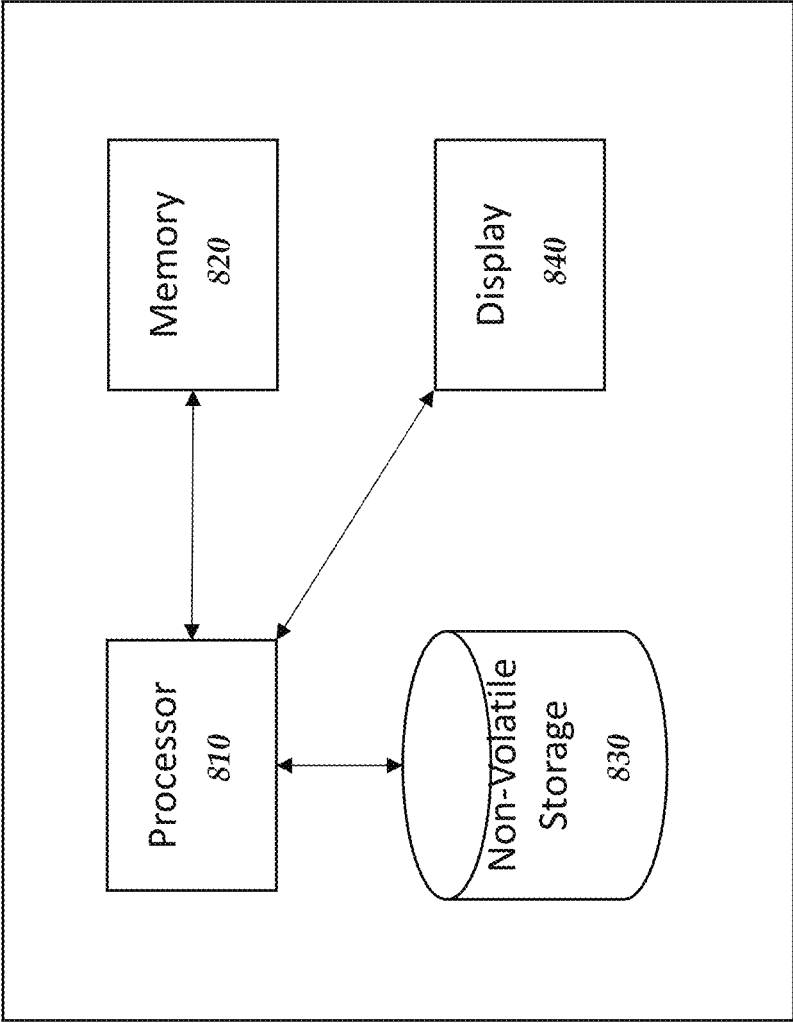 Processor
810
Memory
820
Non-Volatile
Storage
830
Display
840